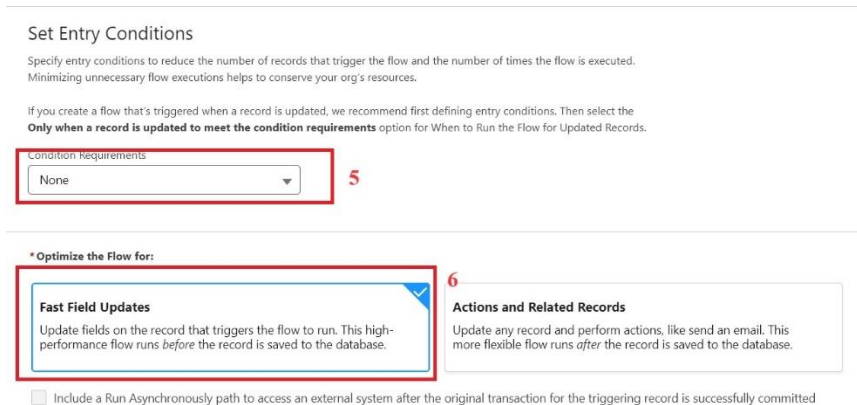 Set Entry Conditions
Specify entry conditions to reduce the number of records that trigger the flow and the number of times the flow is executed.
Minimizing unnecessary flow executions helps to conserve your org's resources.
If you create a flow that's triggered when a record is updated, we recommend first defining entry conditions. Then select the
Only when a record is updated to meet the condition requirements option for When to Run the Flow for Updated Records.
Condition Requirements
None
5
*Optimize the Flow for:
6
Fast Field Updates
Update fields on the record that triggers the flow to run. This high-
performance flow runs before the record is saved to the database.
Actions and Related Records
Update any record and perform actions, like send an email. This
more flexible flow runs after the record is saved to the database.
Include a Run Asynchronously path to access an external system after the original transaction for the triggering record is successfully committed